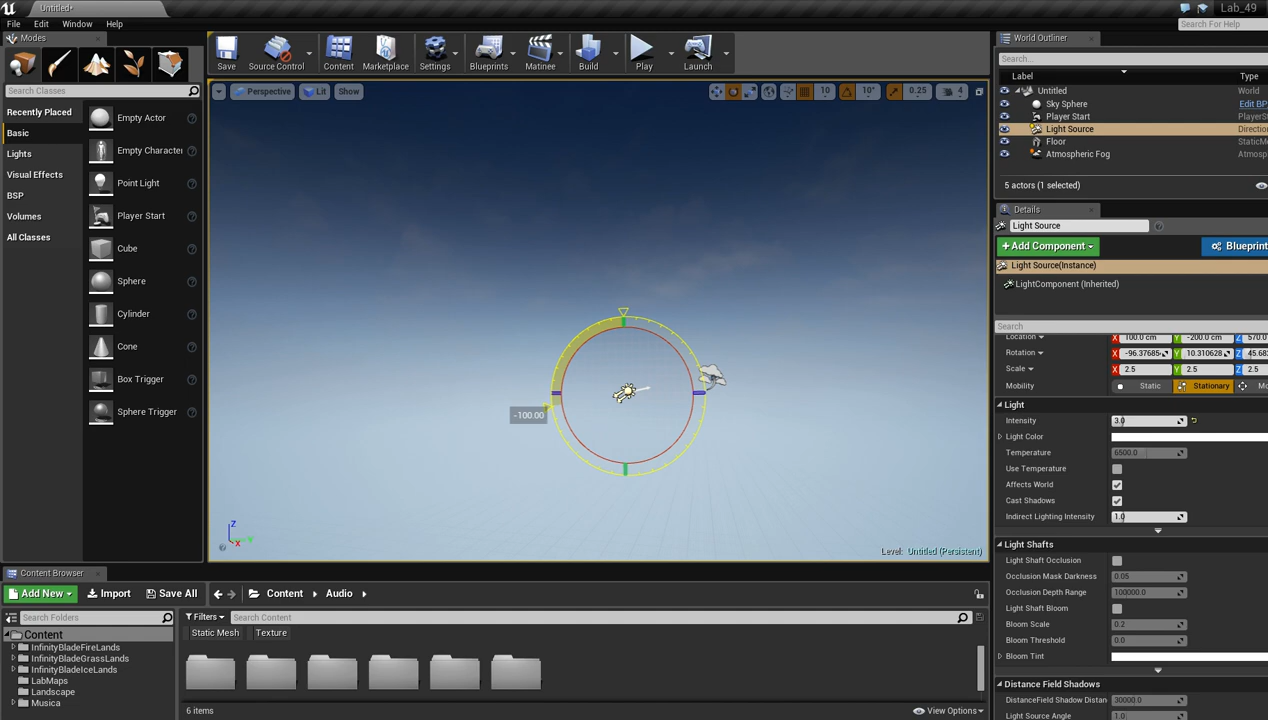 Untitled*
Lab_49
File Edit Window Help
Search For Help
Modes
Search Classes
Recently Placed
Basic
Lights
Visual Effects
BSP
Volumes
All Classes
Empty Actor
Empty Character
Point Light
Player Start
Cube
Sphere
Cylinder
Cone
Box Trigger
Sphere Trigger
Save Source Control Content Marketplace Settings Blueprints Matinee Build Play Launch
Perspective Lit Show 10 10° 0.25 4
-100.00
Z
X
Level: Untitled (Persistent)
World Outliner
Search...
Label Type
Untitled World
Sky Sphere Edit BP
Player Start PlayerS
Light Source Directio
Floor StaticM
Atmospheric Fog Atmosp
5 actors (1 selected)
Details
Light Source
+Add Component
Blueprint
Light Source(Instance)
LightComponent (Inherited)
Search
Location X 100.0 cm Y -200.0 cm Z 570.0
Rotation X -96.37685 Y 10.310628 Z 45.68
Scale X 2.5 Y 2.5 Z 2.5
Mobility Static Stationary Mo
Light
Intensity 3.0
Light Color
Temperature 6500.0
Use Temperature
Affects World
Cast Shadows
Indirect Lighting Intensity 1.0
Light Shafts
Light Shaft Occlusion
Occlusion Mask Darkness 0.05
Occlusion Depth Range 100000.0
Light Shaft Bloom
Bloom Scale 0.2
Bloom Threshold 0.0
Bloom Tint
Distance Field Shadows
DistanceField Shadow Distan 30000.0
Light Source Angle 1.0
Content Browser
Add New Import Save All Content Audio
Search Folders
Filters Search Content
Static Mesh Texture
Content
InfinityBladeFireLands
InfinityBladeGrassLands
InfinityBladeIceLands
LabMaps
Landscape
Musica
6 items
View Options